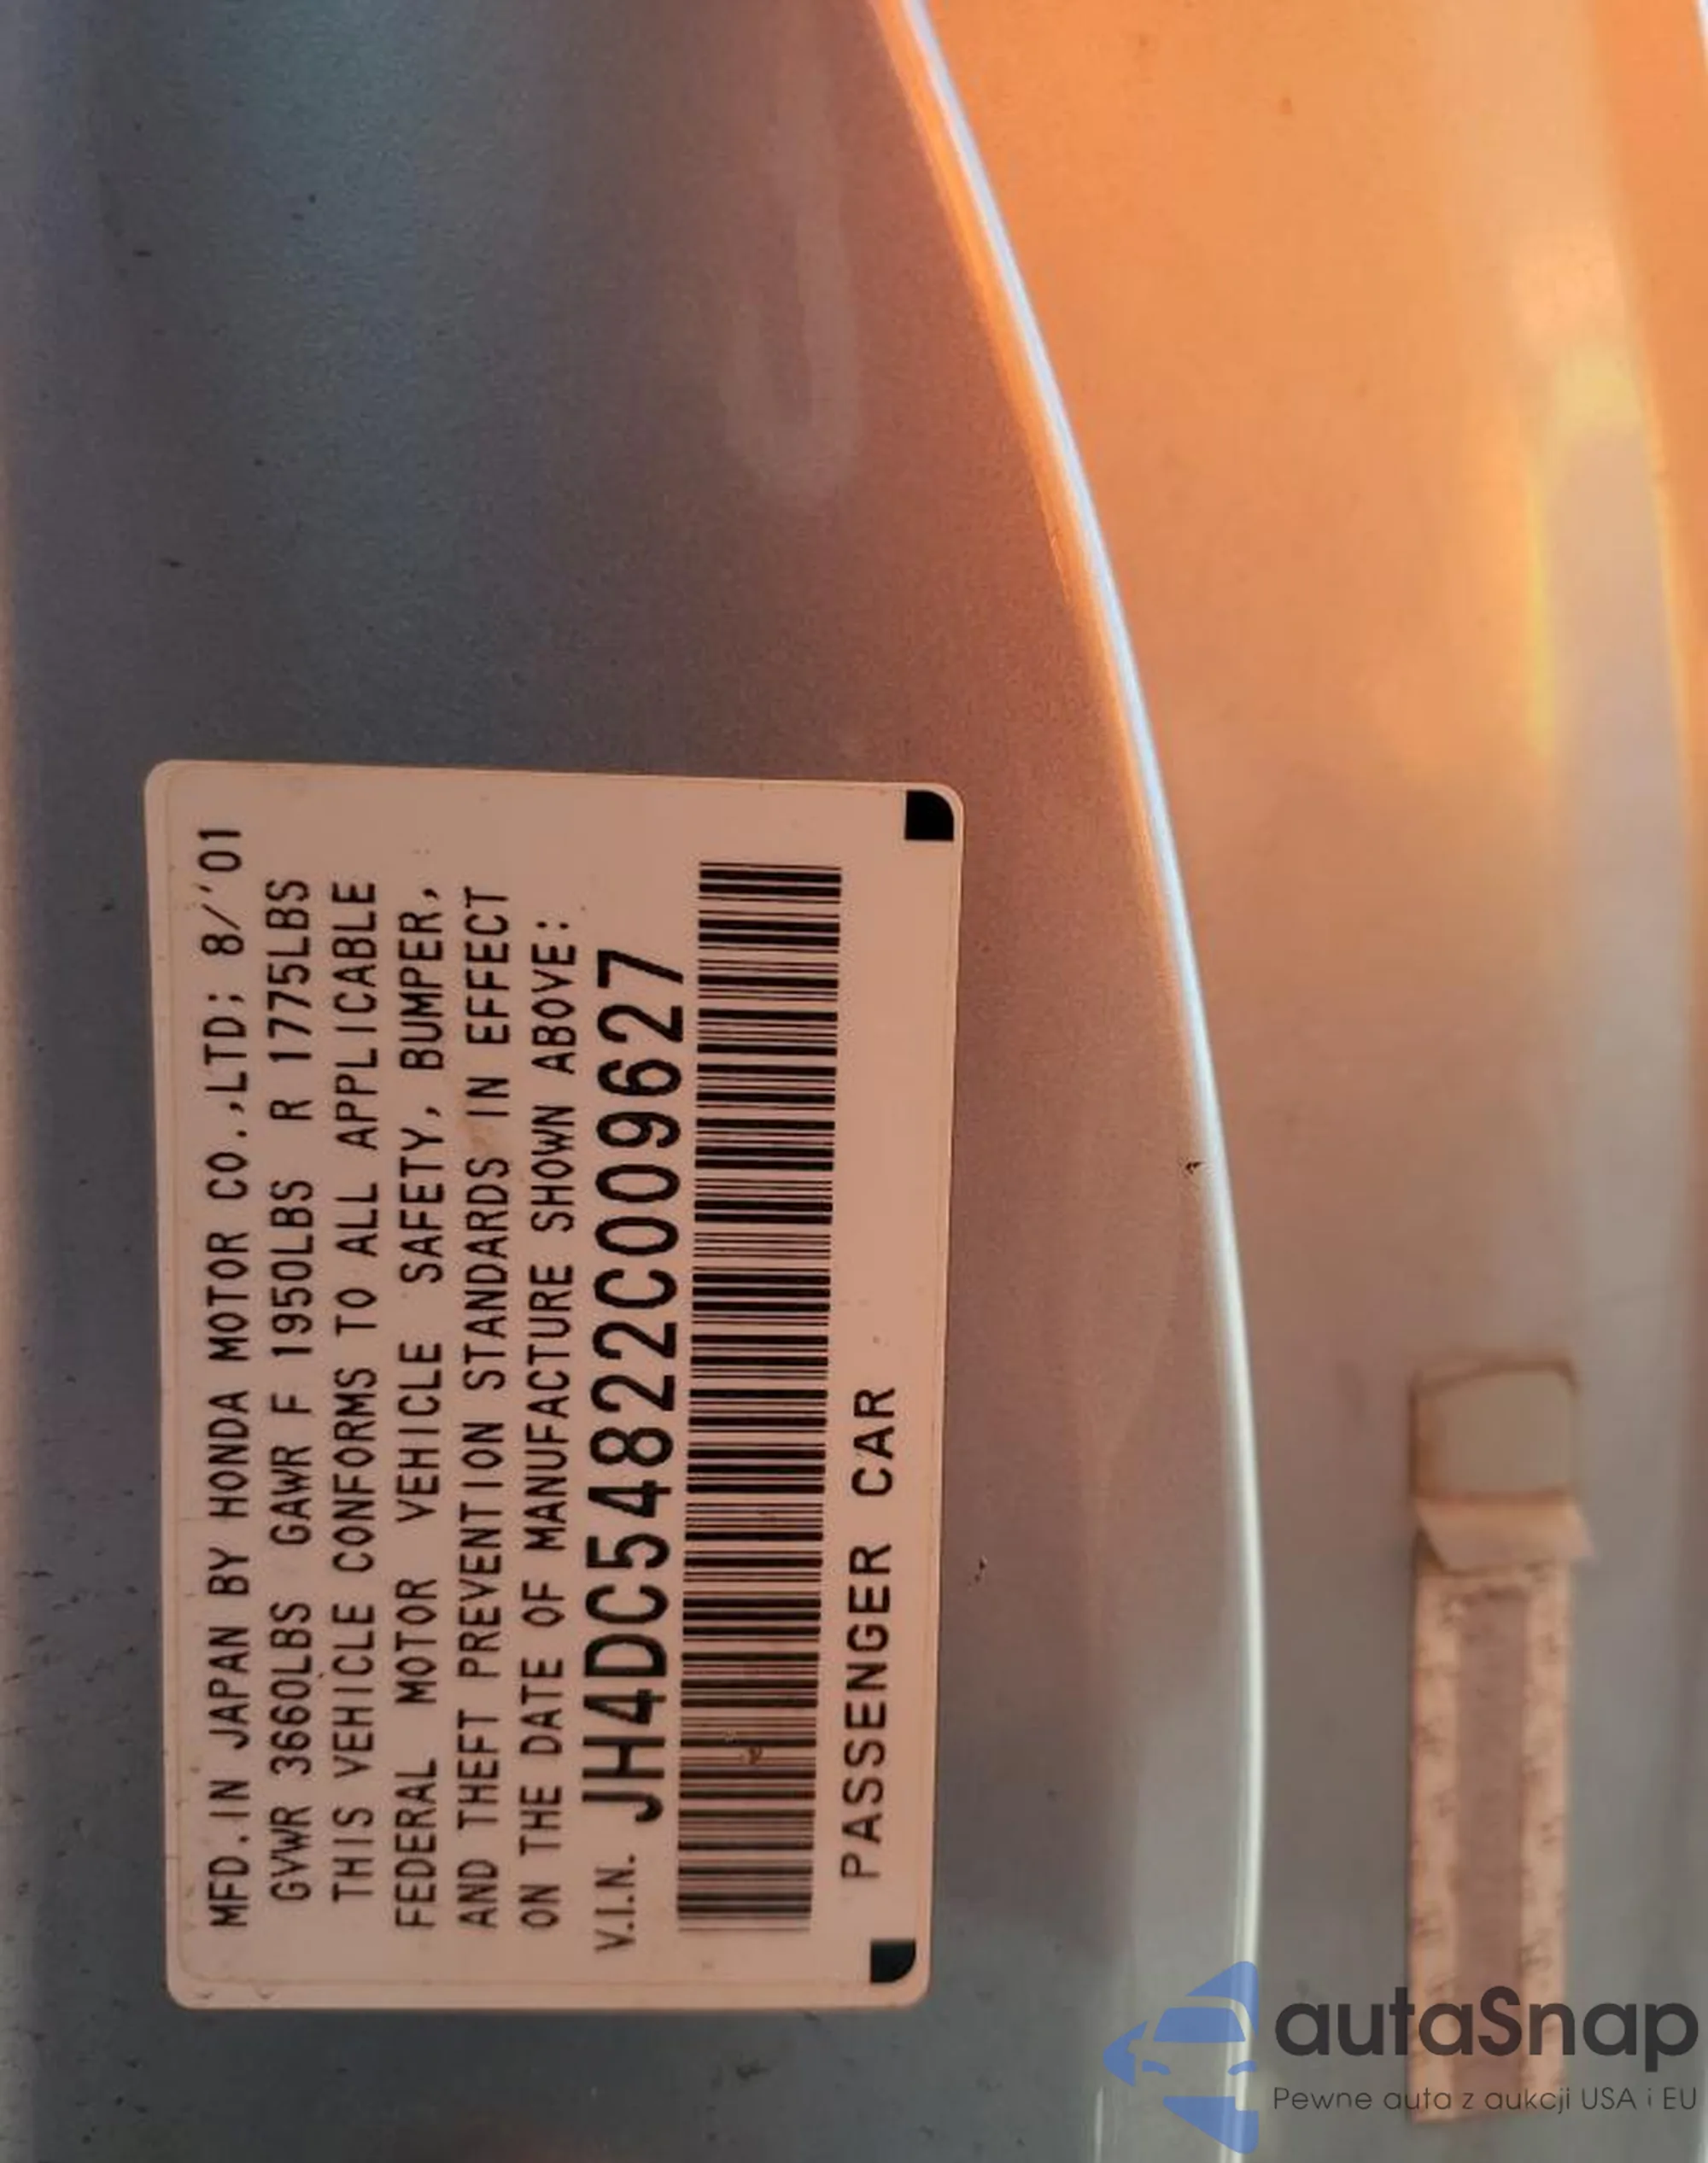 MFD. IN JAPAN BY HONDA MOTOR CO.,LTD; 8/'01
GVWR 3660LBS GAWR F 1950LBS R 1775LBS
THIS VEHICLE CONFORMS TO ALL APPLICABLE
FEDERAL MOTOR VEHICLE SAFETY, BUMPER,
AND THEFT PREVENTION STANDARDS IN EFFECT
ON THE DATE OF MANUFACTURE SHOWN ABOVE:
V.I.N. JH4DC54822C009627
PASSENGER CAR
autaSnap
Pewne auta z aukcji USA i EU